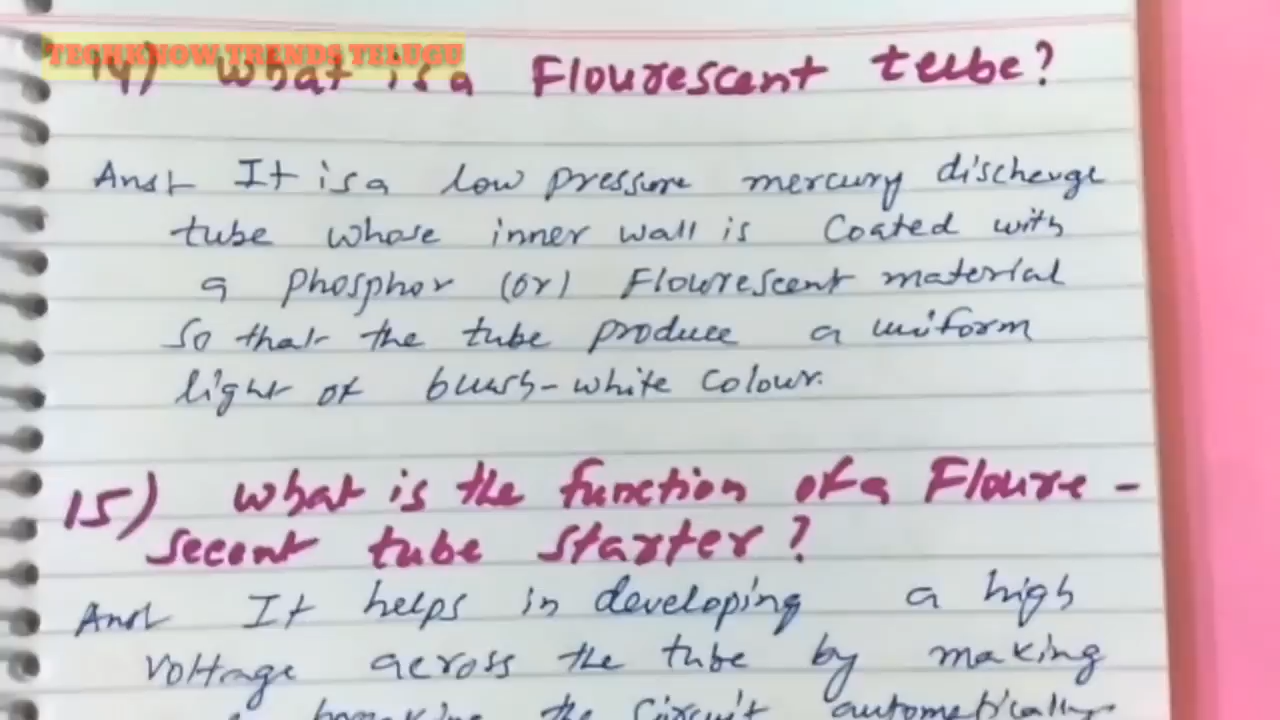 TECHKNOW TRENDS TELUGU
14) What is a Flourescent tube?
Ans: It is a low pressure mercury discharge
tube whose inner wall is coated with
a phosphor (or) Flourescent material
so that the tube produce a uniform
light of bluish-white colour.
15) What is the function of a Floure-
scent tube starter?
Ans: It helps in developing a high
voltage across the tube by making
the circuit automatically